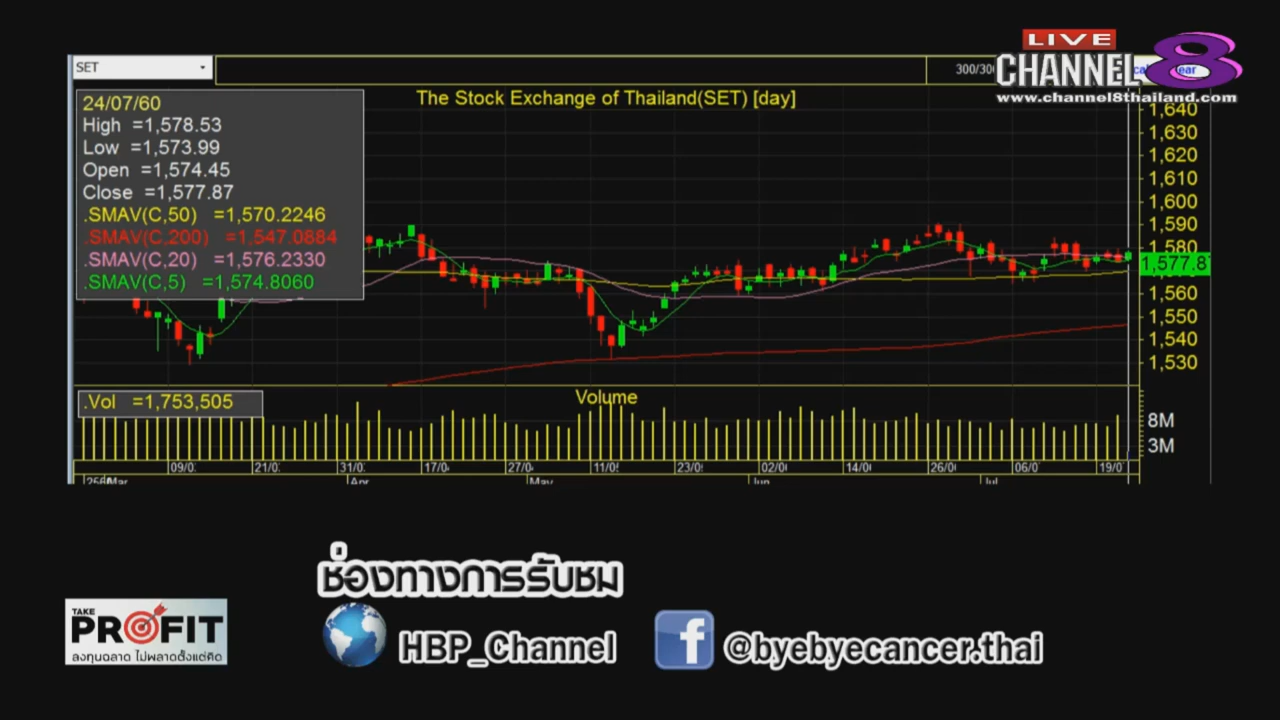 LIVE
CHANNEL 8
www.channel8thailand.com
SET
300/300
The Stock Exchange of Thailand(SET) [day]
24/07/60
High =1,578.53
Low =1,573.99
Open =1,574.45
Close =1,577.87
.SMAV(C,50) =1,570.2246
.SMAV(C,200) =1,547.0884
.SMAV(C,20) =1,576.2330
.SMAV(C,5) =1,574.8060
1,640
1,630
1,620
1,610
1,600
1,590
1,580
1,577.87
1,560
1,550
1,540
1,530
.Vol =1,753,505
Volume
8M
3M
09/0 21/0 31/0 17/0 27/0 11/0 23/0 02/0 14/0 26/0 06/0 19/0
2560 Mar Apr May Jun Jul
ช่องทางการรับชม
TAKE
PROFIT
ลงทุนฉลาด ไม่พลาดตั้งแต่คิด
HBP_Channel
@byebyecancer.thai